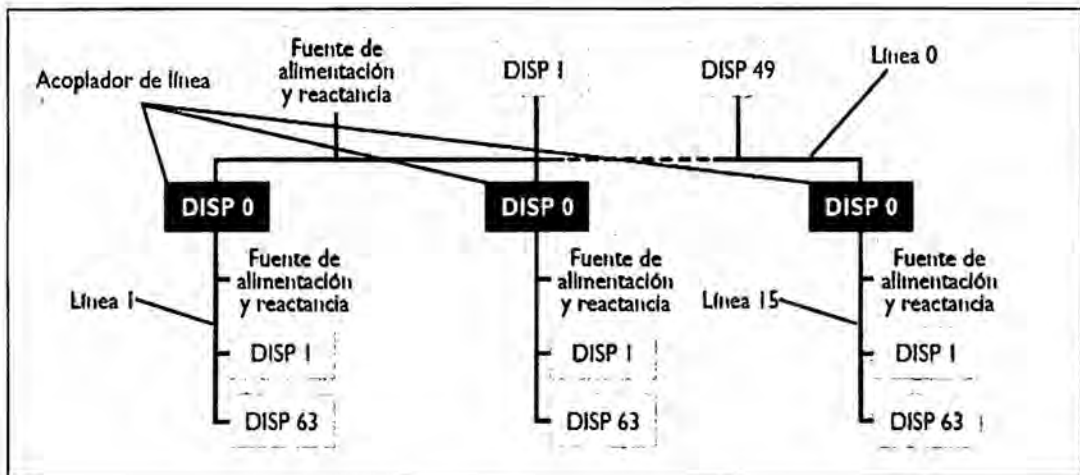 Fuente de
alimentación
y reactancia
Acoplador de línea
DISP 1
DISP 49
Línea 0
DISP 0
DISP 0
DISP 0
Fuente de
alimentación
y reactancia
Línea 1
DISP 1
DISP 63
Fuente de
alimentación
y reactancia
DISP 1
DISP 63
Fuente de
alimentación
y reactancia
Línea 15
DISP 1
DISP 63